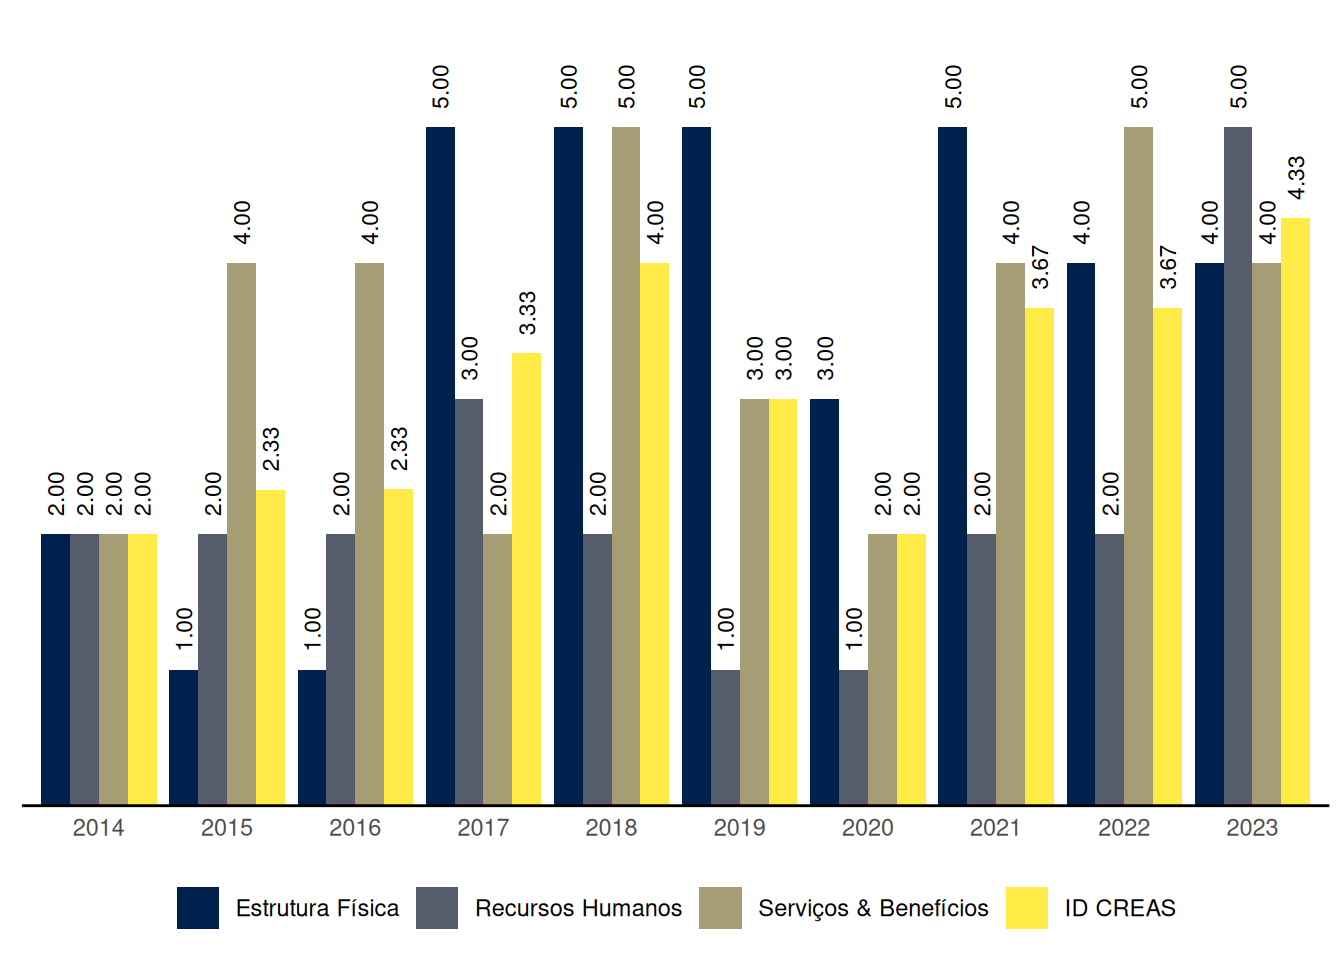 2.00 2.00 2.00 2.00
1.00 2.00 4.00 2.33
1.00 2.00 4.00 2.33
5.00 3.00 2.00 3.33
5.00 2.00 5.00 4.00
5.00 1.00 3.00 3.00
3.00 1.00 2.00 2.00
5.00 2.00 4.00 3.67
4.00 2.00 5.00 3.67
4.00 5.00 4.00 4.33
2014 2015 2016 2017 2018 2019 2020 2021 2022 2023
Estrutura Física Recursos Humanos Serviços & Benefícios ID CREAS